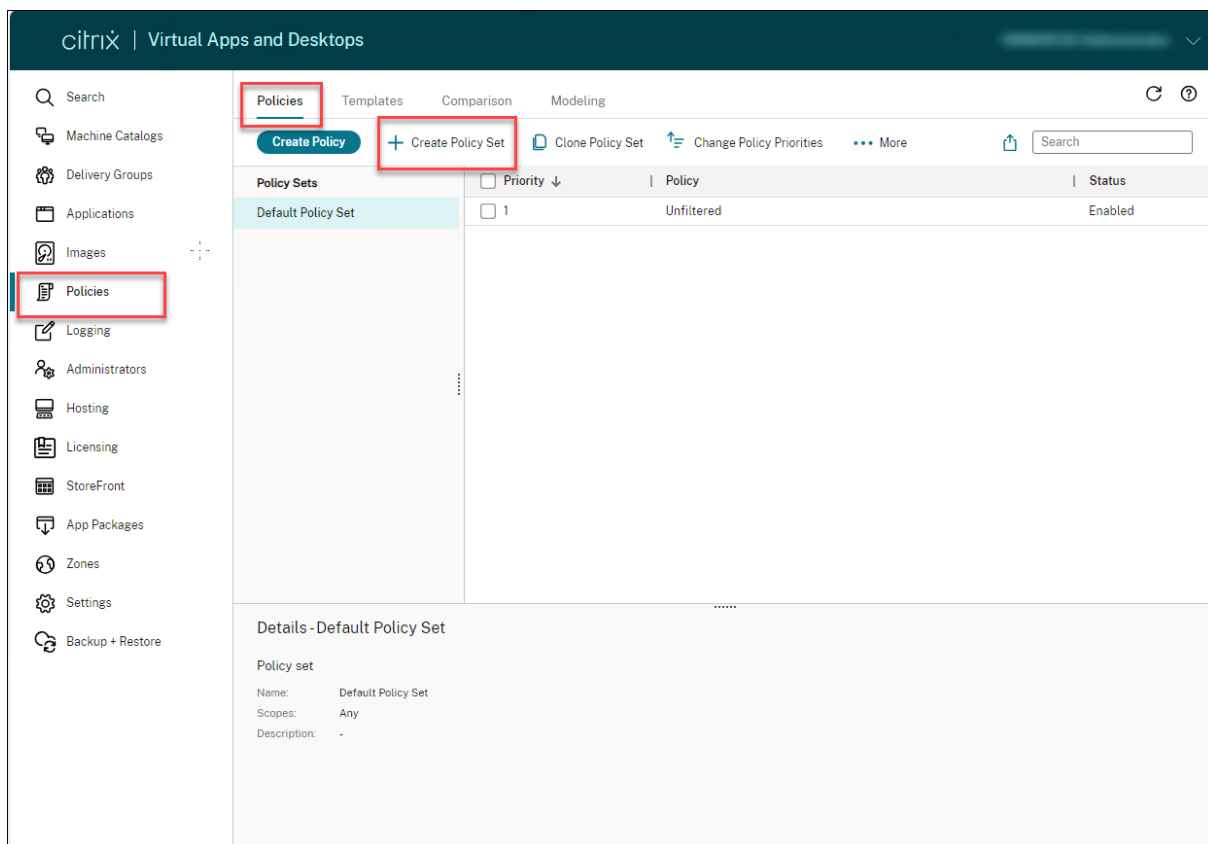 citrix | Virtual Apps and Desktops
Search
Machine Catalogs
Delivery Groups
Applications
Images
Policies
Logging
Administrators
Hosting
Licensing
StoreFront
App Packages
Zones
Settings
Backup + Restore
Policies Templates Comparison Modeling
Create Policy + Create Policy Set Clone Policy Set Change Policy Priorities ••• More Search
Policy Sets
Default Policy Set
Priority ↓ | Policy | Status
1 Unfiltered Enabled
Details - Default Policy Set
Policy set
Name: Default Policy Set
Scopes: Any
Description: -